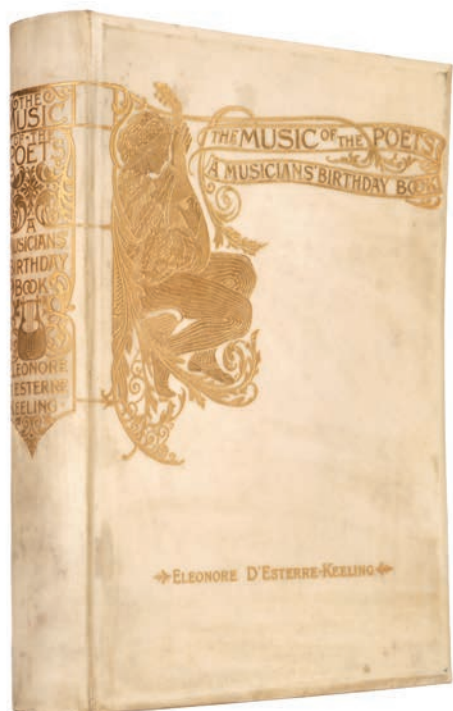 THE MUSIC OF THE POETS
A MUSICIANS' BIRTHDAY BOOK
ELEONORE D'ESTERRE-KEELING
THE
MUSIC
OF THE
POETS
A
MUSICIANS'
BIRTHDAY
BOOK
ELEONORE
D'ESTERRE
KEELING